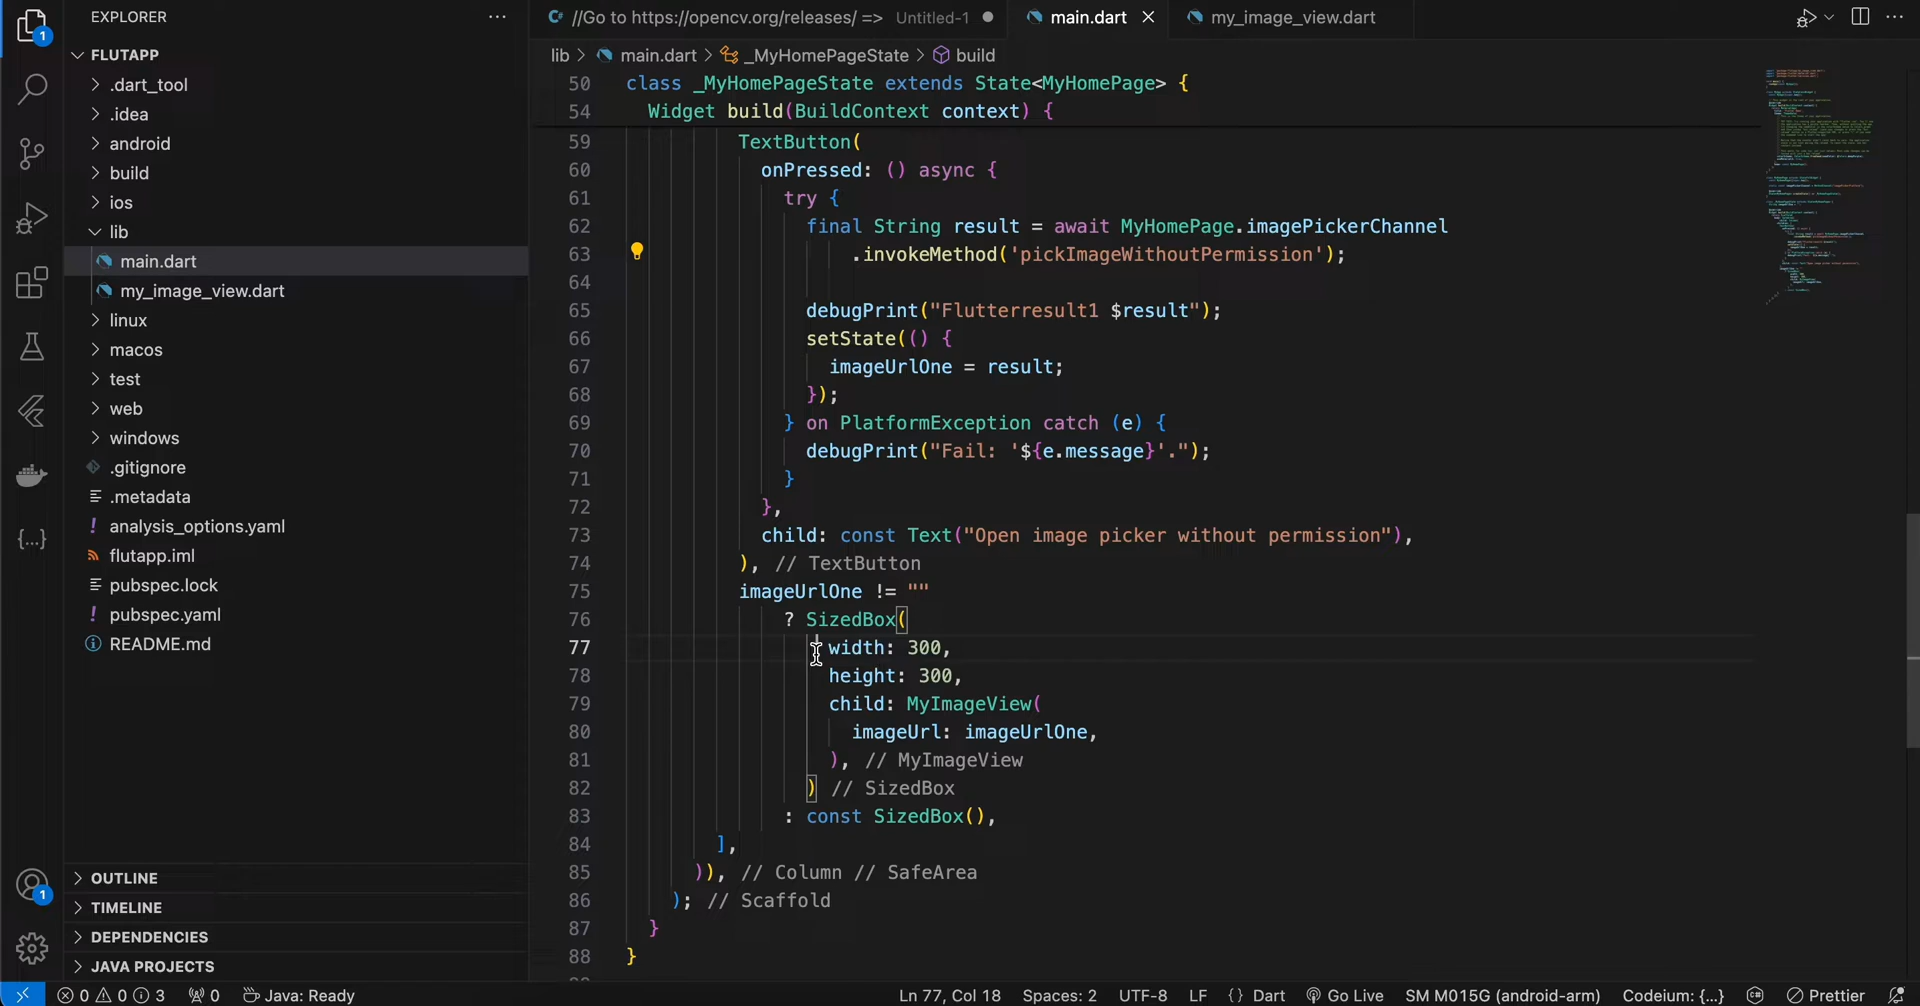 EXPLORER
FLUTAPP
.dart_tool
.idea
android
build
ios
lib
main.dart
my_image_view.dart
linux
macos
test
web
windows
.gitignore
.metadata
analysis_options.yaml
flutapp.iml
pubspec.lock
pubspec.yaml
README.md
OUTLINE
TIMELINE
DEPENDENCIES
JAVA PROJECTS
1
1
//Go to https://opencv.org/releases/ => Untitled-1
main.dart
my_image_view.dart
lib > main.dart > _MyHomePageState > build
50 class _MyHomePageState extends State<MyHomePage> {
54 Widget build(BuildContext context) {
59 TextButton(
60 onPressed: () async {
61 try {
62 final String result = await MyHomePage.imagePickerChannel
63 .invokeMethod('pickImageWithoutPermission');
64
65 debugPrint("Flutterresult1 $result");
66 setState(() {
67 imageUrlOne = result;
68 });
69 } on PlatformException catch (e) {
70 debugPrint("Fail: '${e.message}'.");
71 }
72 },
73 child: const Text("Open image picker without permission"),
74 ), // TextButton
75 imageUrlOne != ""
76 ? SizedBox(
77 width: 300,
78 height: 300,
79 child: MyImageView(
80 imageUrl: imageUrlOne,
81 ), // MyImageView
82 ) // SizedBox
83 : const SizedBox(),
84 ],
85 )), // Column // SafeArea
86 ); // Scaffold
87 }
88 }
0 0 3 0 Java: Ready Ln 77, Col 18 Spaces: 2 UTF-8 LF {} Dart Go Live SM M015G (android-arm) Codeium: {...} Prettier